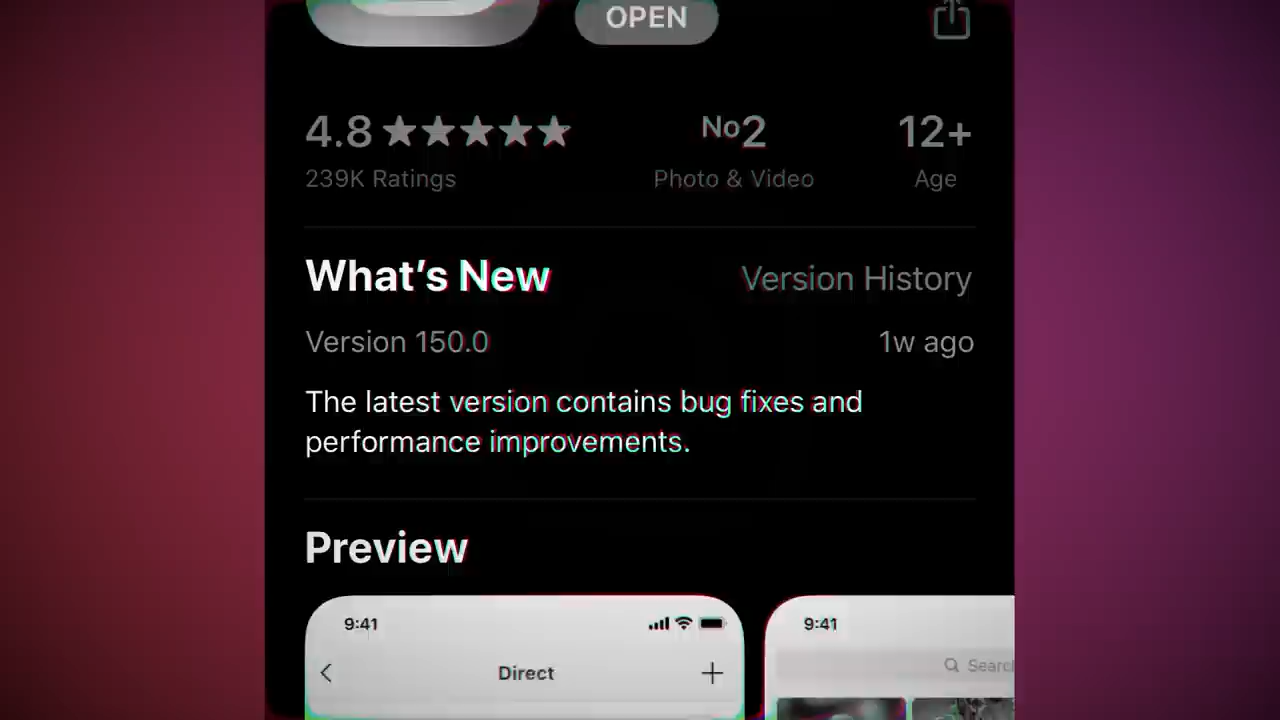 OPEN
4.8 ★★★★★
No2
12+
239K Ratings
Photo & Video
Age
What's New
Version History
Version 150.0
1w ago
The latest version contains bug fixes and
performance improvements.
Preview
9:41
9:41
Direct
Search